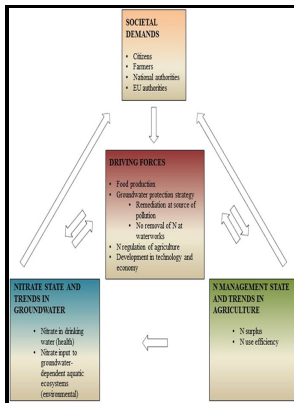 SOCIETAL
DEMANDS
• Citizens
• Farmers
• National authorities
• EU authorities
DRIVING FORCES
• Food production
• Groundwater protection strategy
• Remediation at source of
pollution
• No removal of N at
waterworks
• N regulation of agriculture
• Development in technology and
economy
NITRATE STATE AND
TRENDS IN
GROUNDWATER
• Nitrate in drinking
water (health)
• Nitrate input to
groundwater-
dependent aquatic
ecosystems
(environmental)
N MANAGEMENT STATE
AND TRENDS IN
AGRICULTURE
• N surplus
• N use efficiency